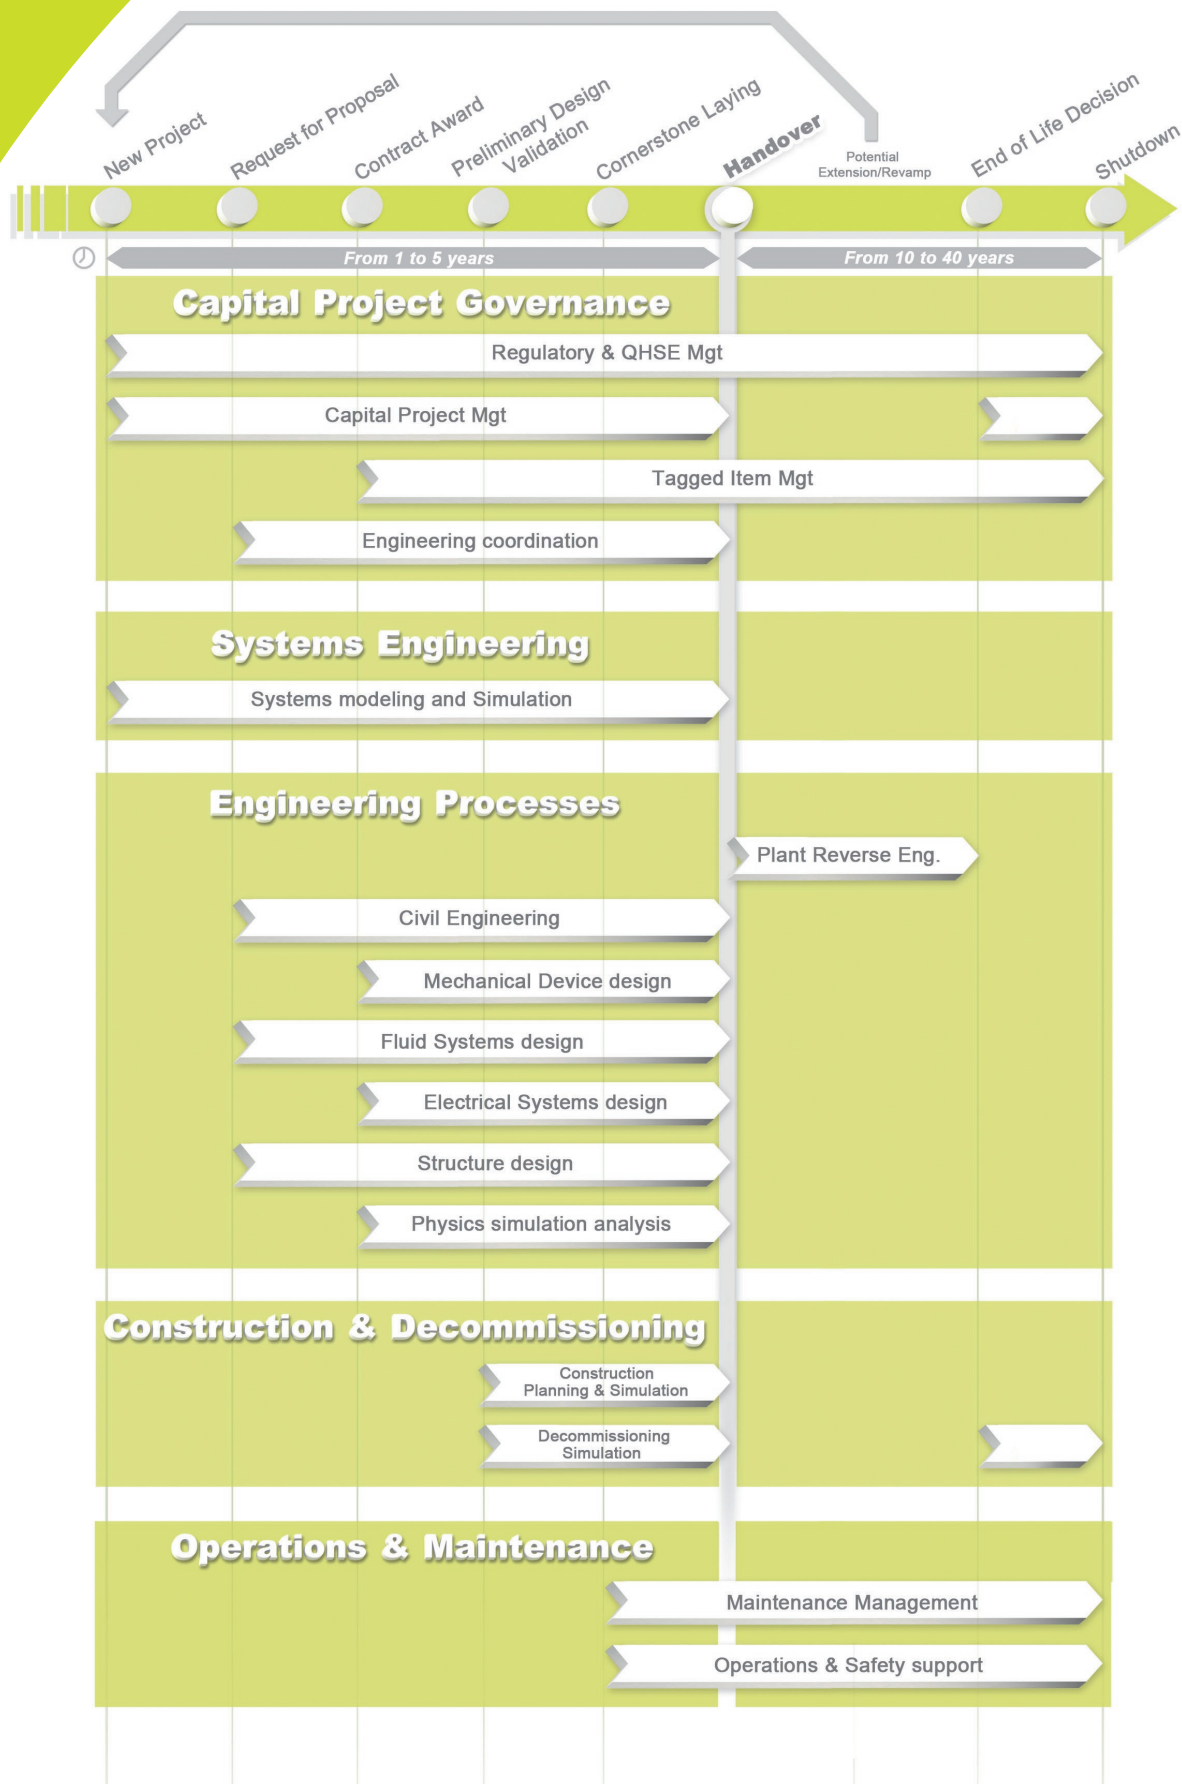 New Project
Request for Proposal
Contract Award
Preliminary Design
Validation
Cornerstone Laying
Handover
Potential
Extension/Revamp
End of Life Decision
Shutdown
From 1 to 5 years
From 10 to 40 years
Capital Project Governance
Regulatory & QHSE Mgt
Capital Project Mgt
Tagged Item Mgt
Engineering coordination
Systems Engineering
Systems modeling and Simulation
Engineering Processes
Plant Reverse Eng.
Civil Engineering
Mechanical Device design
Fluid Systems design
Electrical Systems design
Structure design
Physics simulation analysis
Construction & Decommissioning
Construction
Planning & Simulation
Decommissioning
Simulation
Operations & Maintenance
Maintenance Management
Operations & Safety support